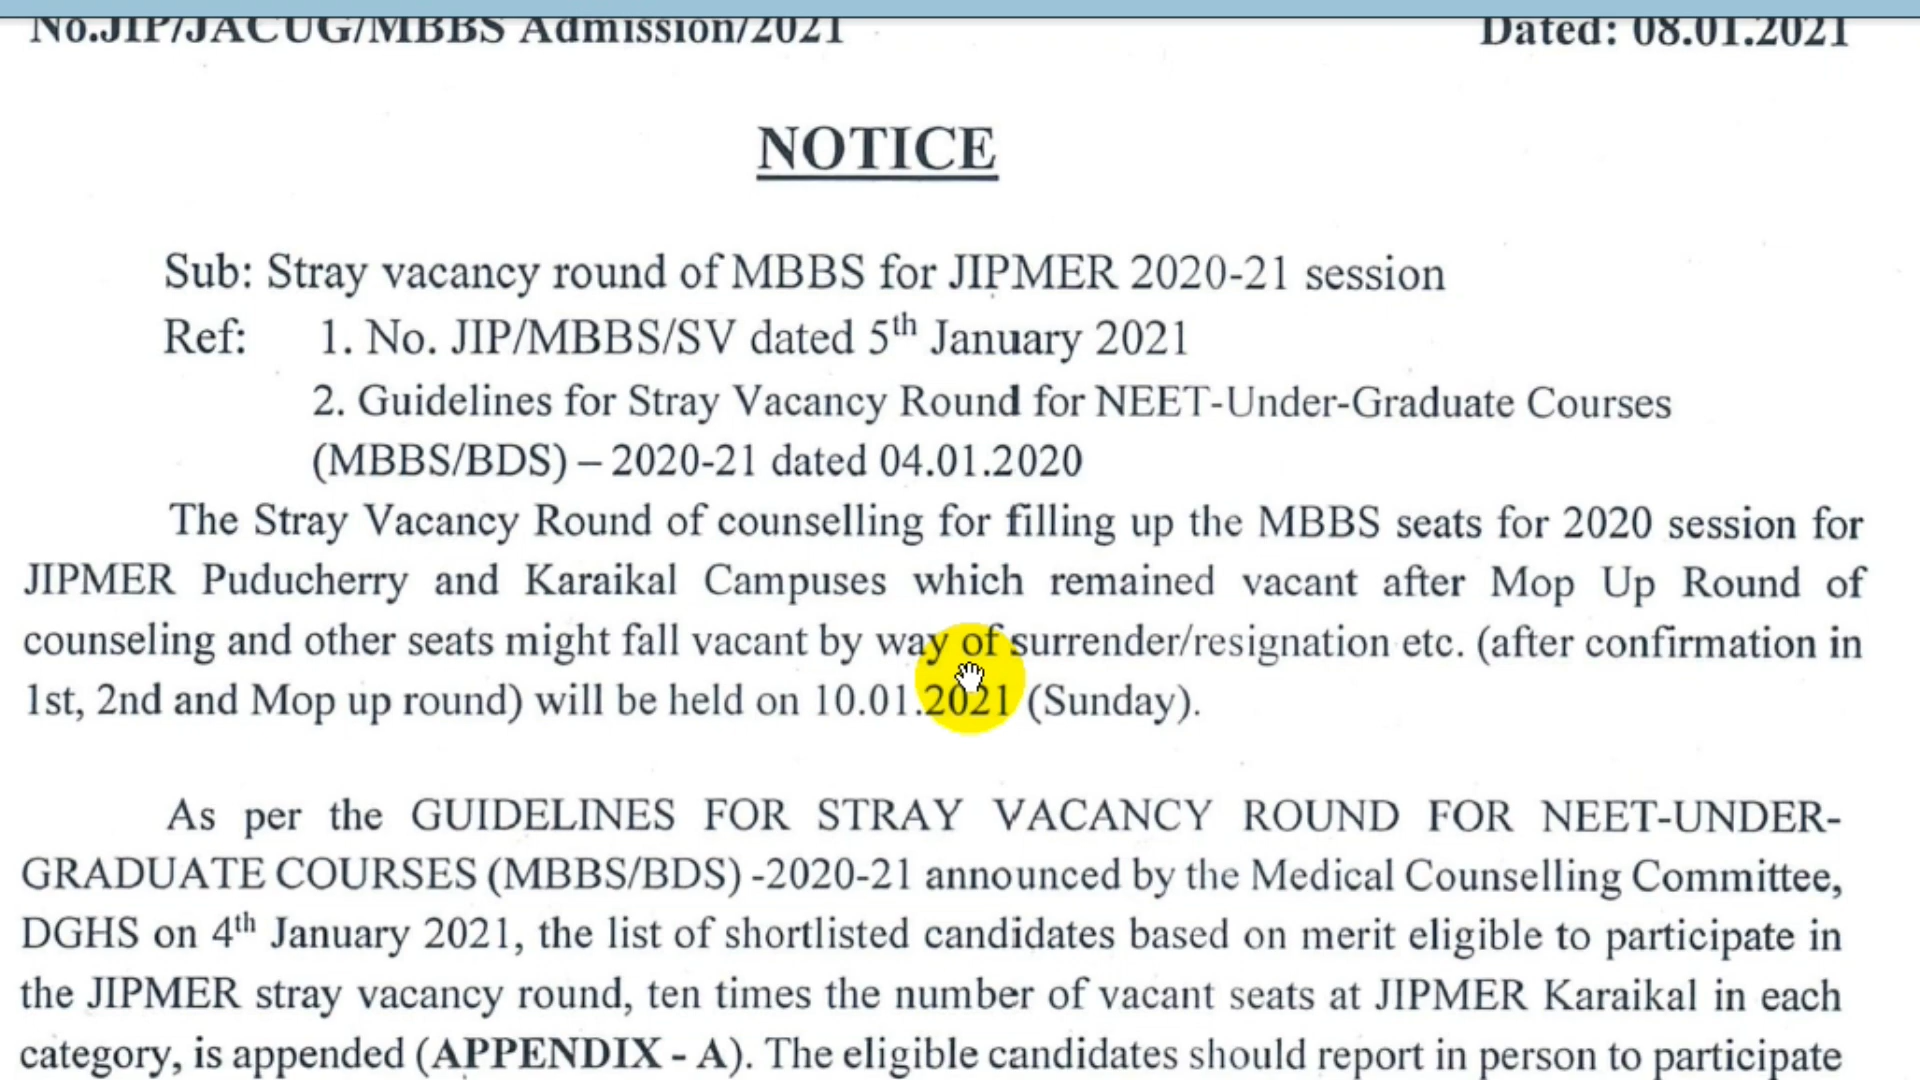 No.JIP/JACUG/MBBS Admission/2021 Dated: 08.01.2021
NOTICE
Sub: Stray vacancy round of MBBS for JIPMER 2020-21 session
Ref: 1. No. JIP/MBBS/SV dated 5th January 2021
2. Guidelines for Stray Vacancy Round for NEET-Under-Graduate Courses
(MBBS/BDS) – 2020-21 dated 04.01.2020
The Stray Vacancy Round of counselling for filling up the MBBS seats for 2020 session for
JIPMER Puducherry and Karaikal Campuses which remained vacant after Mop Up Round of
counseling and other seats might fall vacant by way of surrender/resignation etc. (after confirmation in
1st, 2nd and Mop up round) will be held on 10.01.2021 (Sunday).
As per the GUIDELINES FOR STRAY VACANCY ROUND FOR NEET-UNDER-
GRADUATE COURSES (MBBS/BDS) -2020-21 announced by the Medical Counselling Committee,
DGHS on 4th January 2021, the list of shortlisted candidates based on merit eligible to participate in
the JIPMER stray vacancy round, ten times the number of vacant seats at JIPMER Karaikal in each
category, is appended (APPENDIX - A). The eligible candidates should report in person to participate